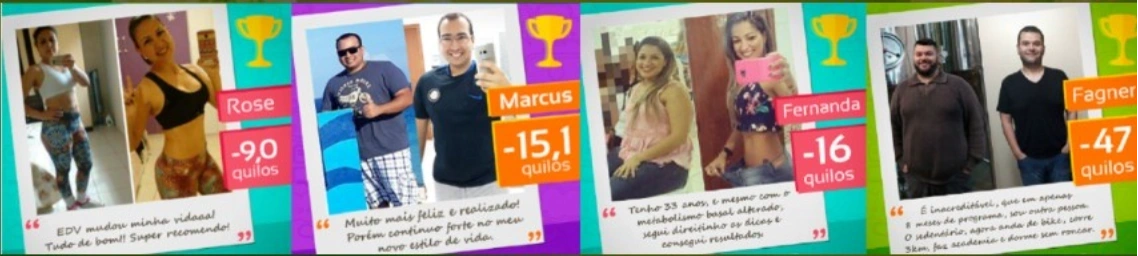 Rose
-9,0
quilos
“ EDV mudou minha vidaaa!
Tudo de bom!! Super recomendo! ”
Marcus
-15,1
quilos
“ Muito mais feliz e realizado!
Porém continuo forte no meu
novo estilo de vida. ”
Fernanda
-16
quilos
“ Tenho 33 anos, e mesmo com o
metabolismo basal alterado,
segui direitinho as dicas e
consegui resultados. ”
Fagner
-47
quilos
“ É inacreditável, que em apenas
8 meses de programa, sou outra pessoa.
O sedentário, agora anda de bike, corre
3km, faz academia e dorme sem roncar. ”